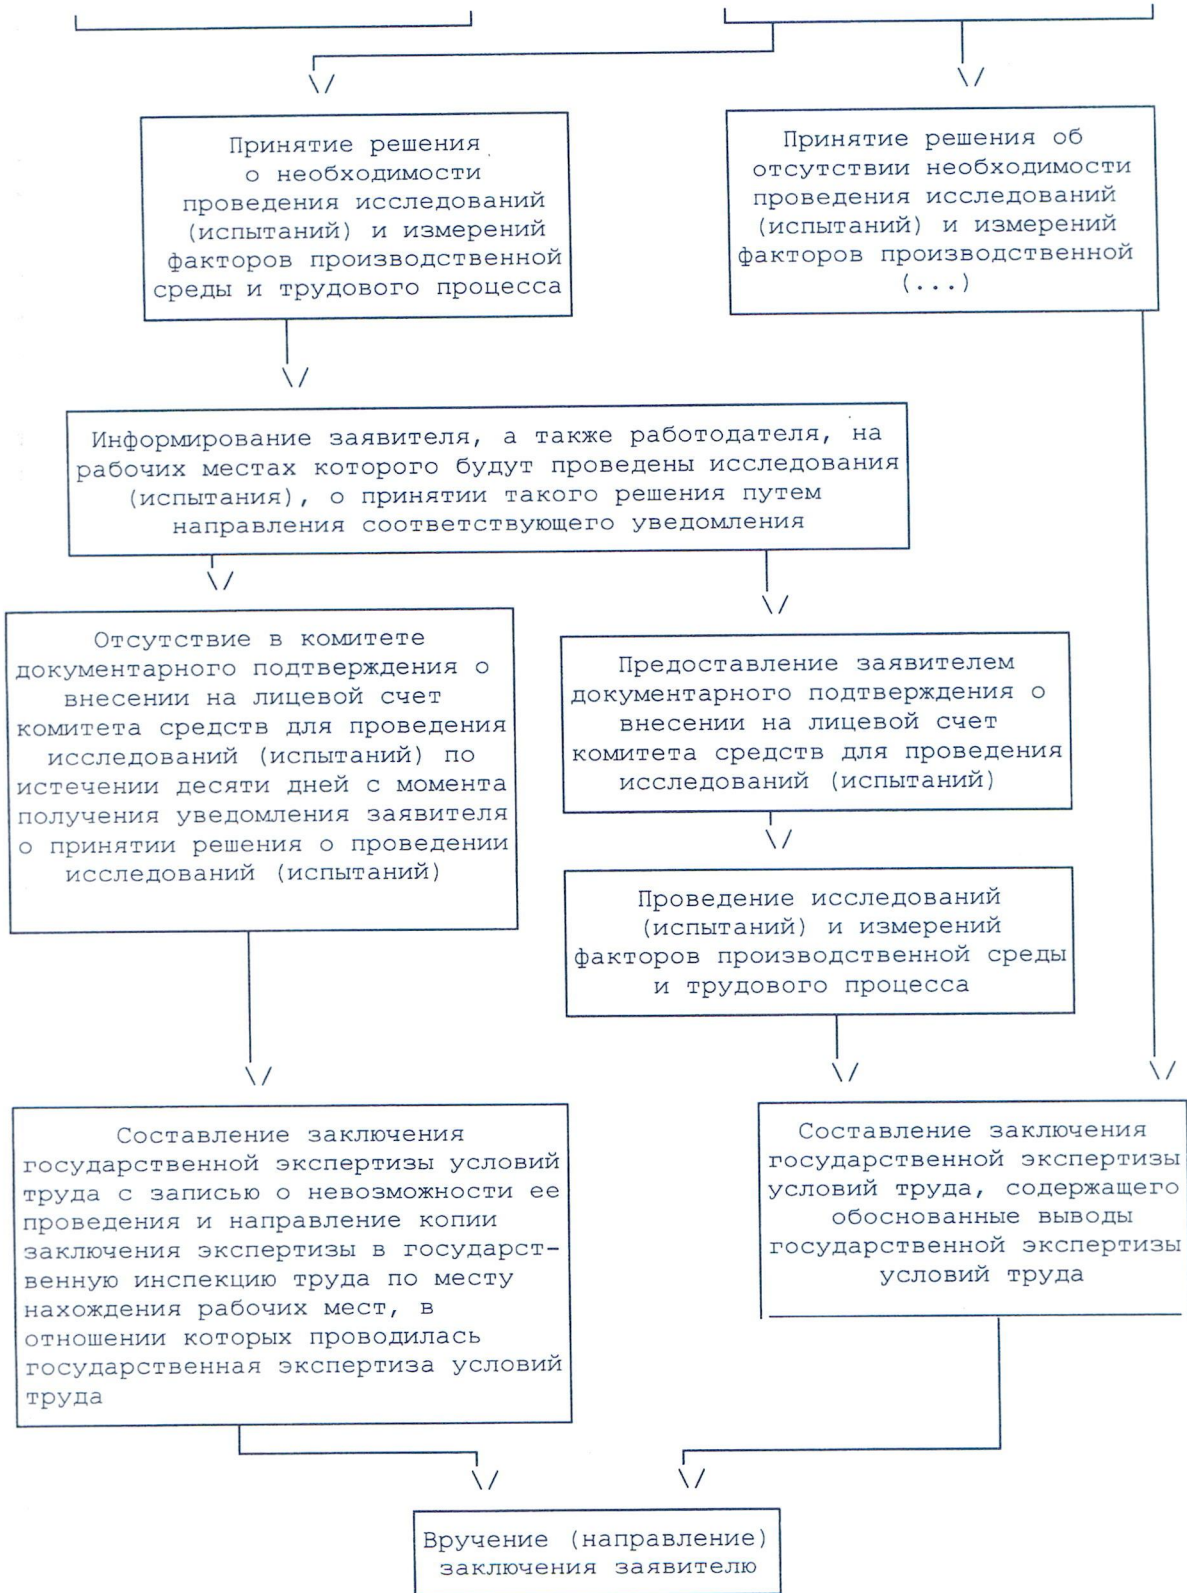 Принятие решения
о необходимости
проведения исследований
(испытаний) и измерений
факторов производственной
среды и трудового процесса
Принятие решения об
отсутствии необходимости
проведения исследований
(испытаний) и измерений
факторов производственной
(...)
Информирование заявителя, а также работодателя, на
рабочих местах которого будут проведены исследования
(испытания), о принятии такого решения путем
направления соответствующего уведомления
Отсутствие в комитете
документарного подтверждения о
внесении на лицевой счет
комитета средств для проведения
исследований (испытаний) по
истечении десяти дней с момента
получения уведомления заявителя
о принятии решения о проведении
исследований (испытаний)
Предоставление заявителем
документарного подтверждения о
внесении на лицевой счет
комитета средств для проведения
исследований (испытаний)
Проведение исследований
(испытаний) и измерений
факторов производственной среды
и трудового процесса
Составление заключения
государственной экспертизы условий
труда с записью о невозможности ее
проведения и направление копии
заключения экспертизы в государст-
венную инспекцию труда по месту
нахождения рабочих мест, в
отношении которых проводилась
государственная экспертиза условий
труда
Составление заключения
государственной экспертизы
условий труда, содержащего
обоснованные выводы
государственной экспертизы
условий труда
Вручение (направление)
заключения заявителю